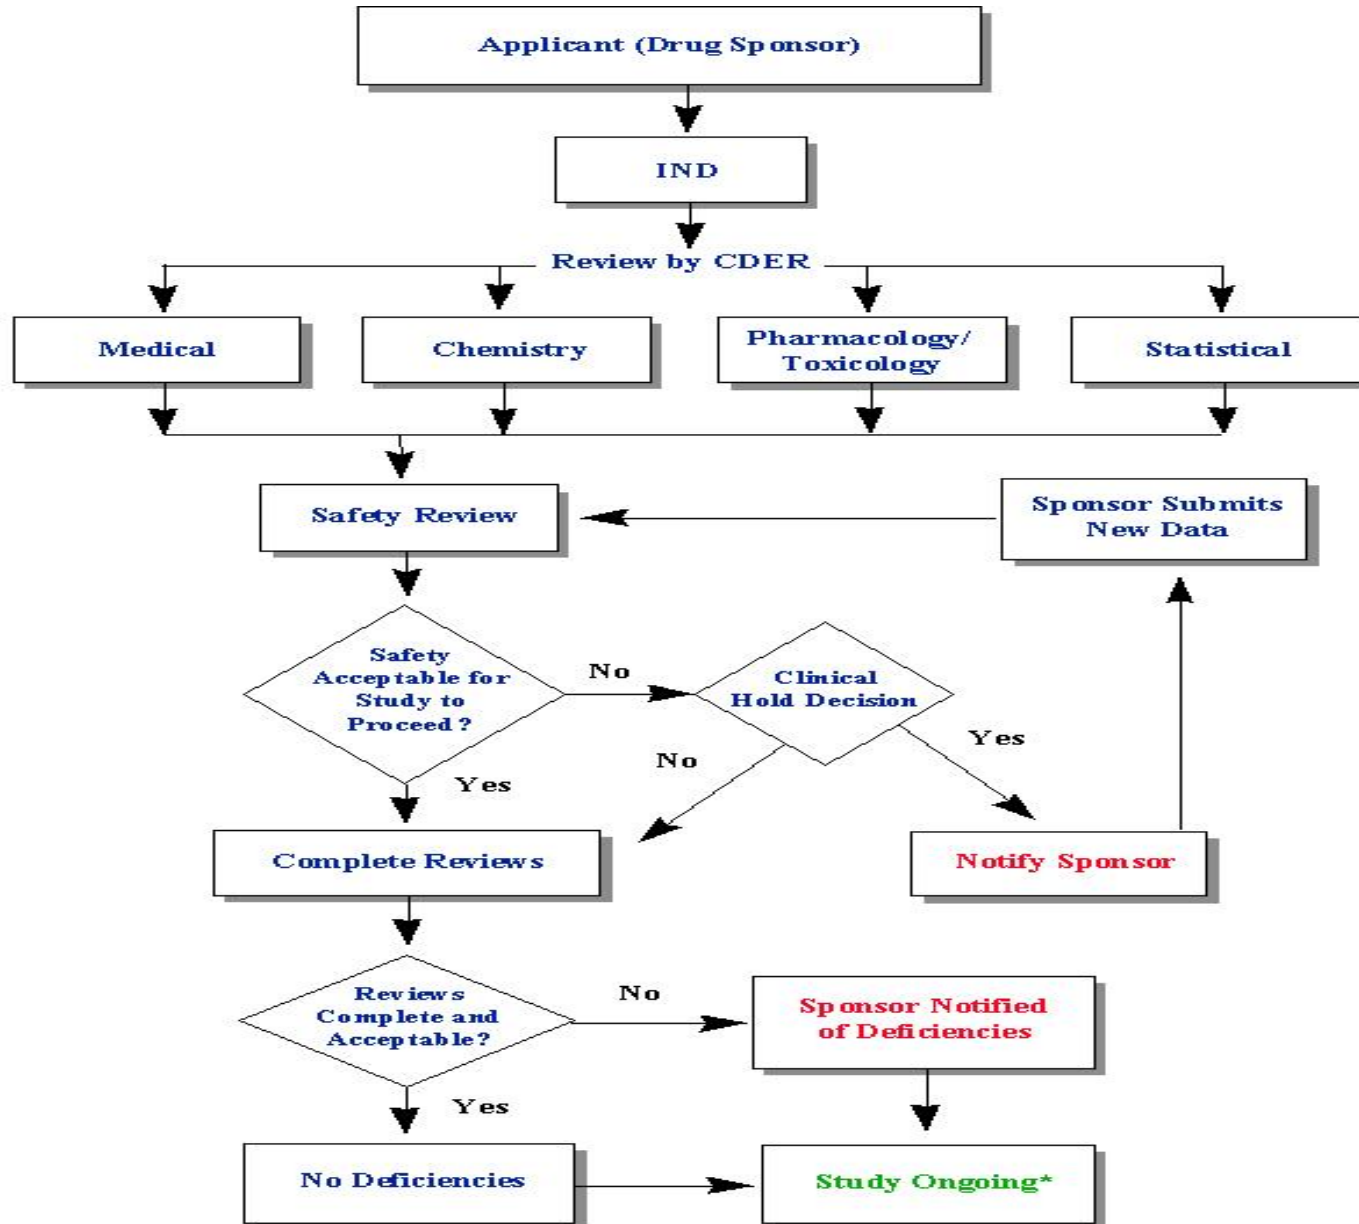 Applicant (Drug Sponsor)
IND
Review by CDER
Medical
Chemistry
Pharmacology/
Toxicology
Statistical
Safety Review
Sponsor Submits
New Data
Safety
Acceptable for
Study to
Proceed?
No
Clinical
Hold Decision
Yes
No
Yes
Complete Reviews
Notify Sponsor
Reviews
Complete and
Acceptable?
No
Sponsor Notified
of Deficiencies
Yes
No Deficiencies
Study Ongoing*